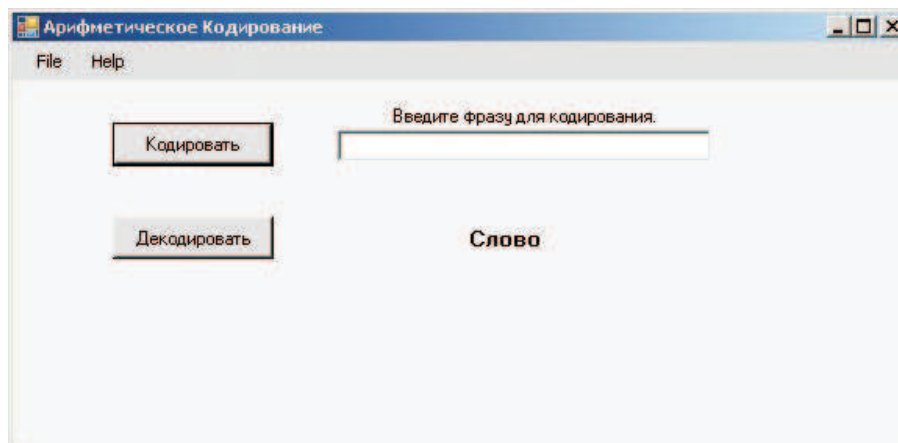 Арифметическое Кодирование
File Help
Введите фразу для кодирования.
Кодировать
Декодировать
Слово